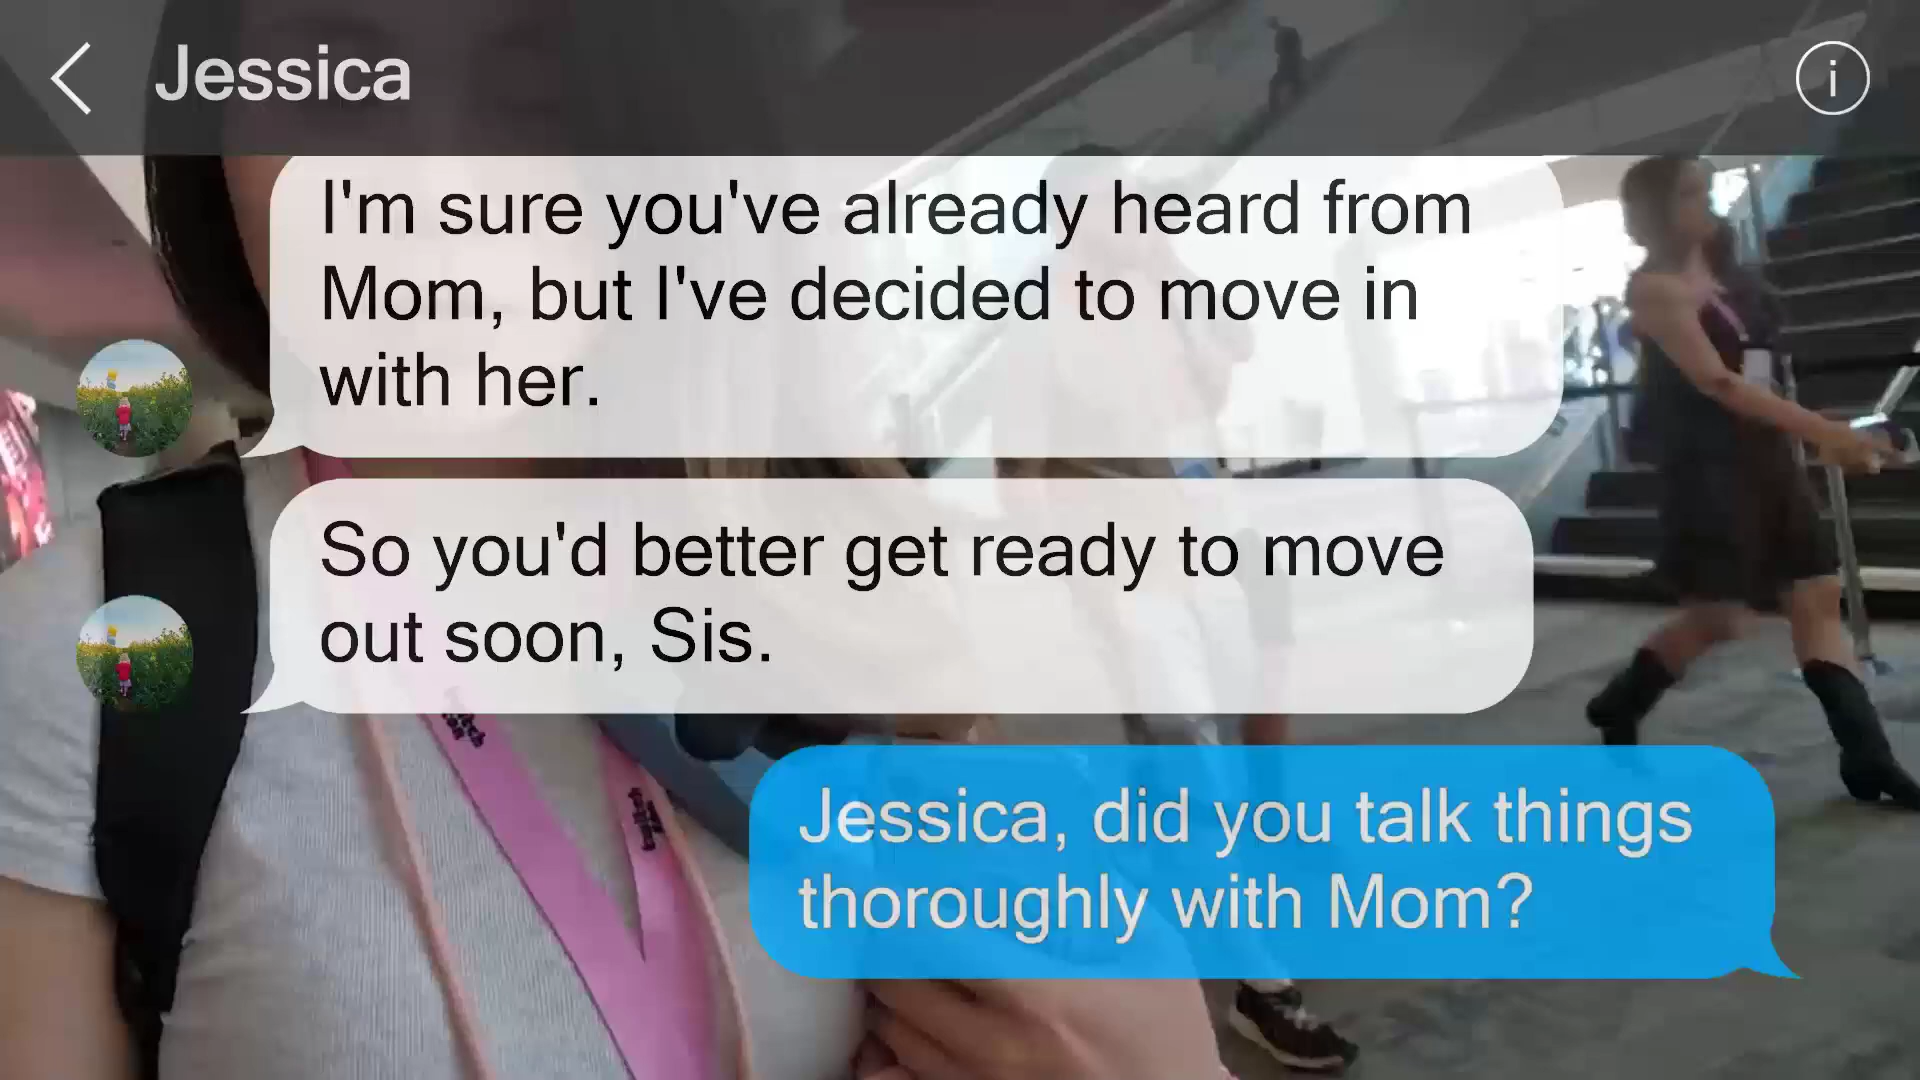 Jessica
I'm sure you've already heard from
Mom, but I've decided to move in
with her.
So you'd better get ready to move
out soon, Sis.
Jessica, did you talk things
thoroughly with Mom?